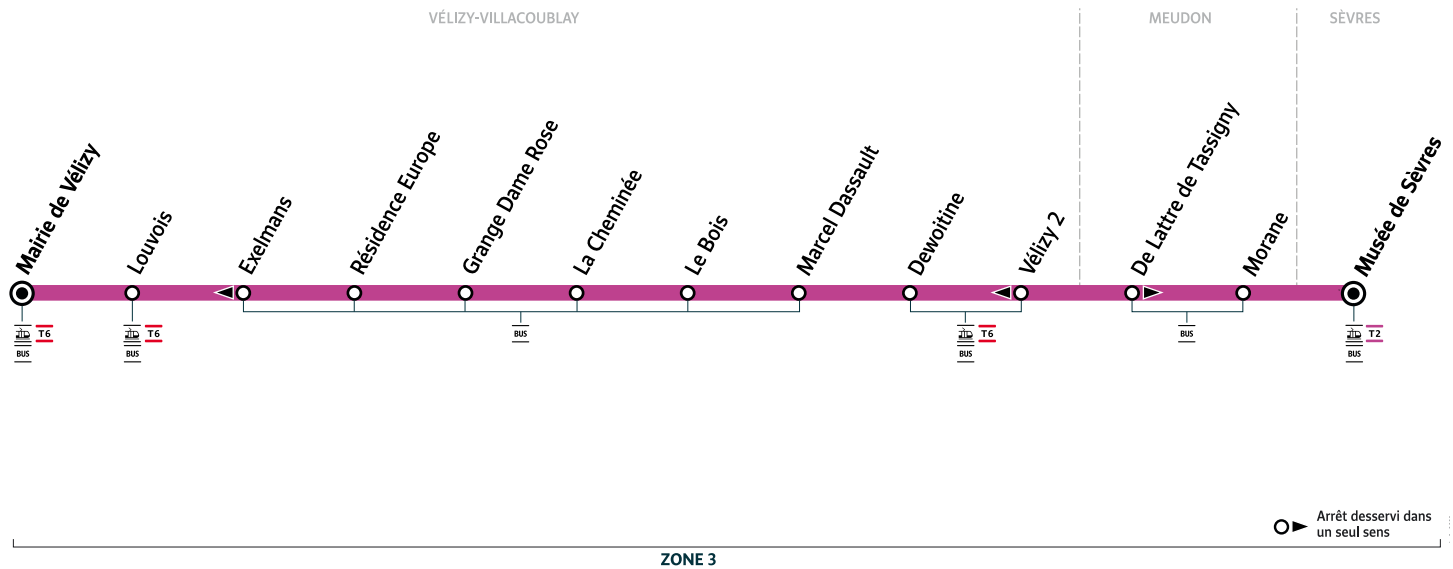 VÉLIZY-VILLACOUBLAY
MEUDON
SÈVRES
Mairie de Vélizy
Louvois
Exelmans
Résidence Europe
Grange Dame Rose
La Cheminée
Le Bois
Marcel Dassault
Dewoitine
Vélizy 2
De Lattre de Tassigny
Morane
Musée de Sèvres
T6
BUS
T6
BUS
BUS
T6
BUS
BUS
T2
BUS
Arrêt desservi dans
un seul sens
ZONE 3